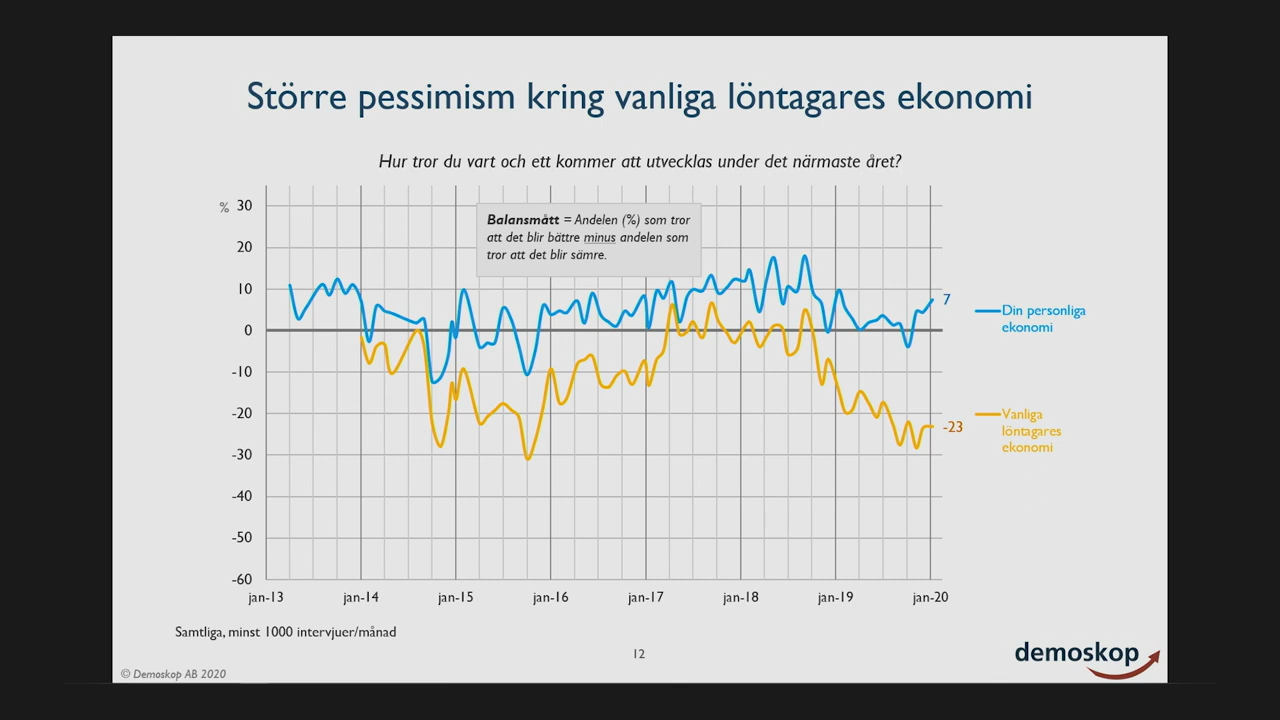 Större pessimism kring vanliga löntagares ekonomi
Hur tror du vart och ett kommer att utvecklas under det närmaste året?
%
30
20
10
0
-10
-20
-30
-40
-50
-60
Balansmått = Andelen (%) som tror
att det blir bättre minus andelen som
tror att det blir sämre.
7
-23
Din personliga
ekonomi
Vanliga
löntagares
ekonomi
jan-13 jan-14 jan-15 jan-16 jan-17 jan-18 jan-19 jan-20
Samtliga, minst 1000 intervjuer/månad
12
demoskop
© Demoskop AB 2020